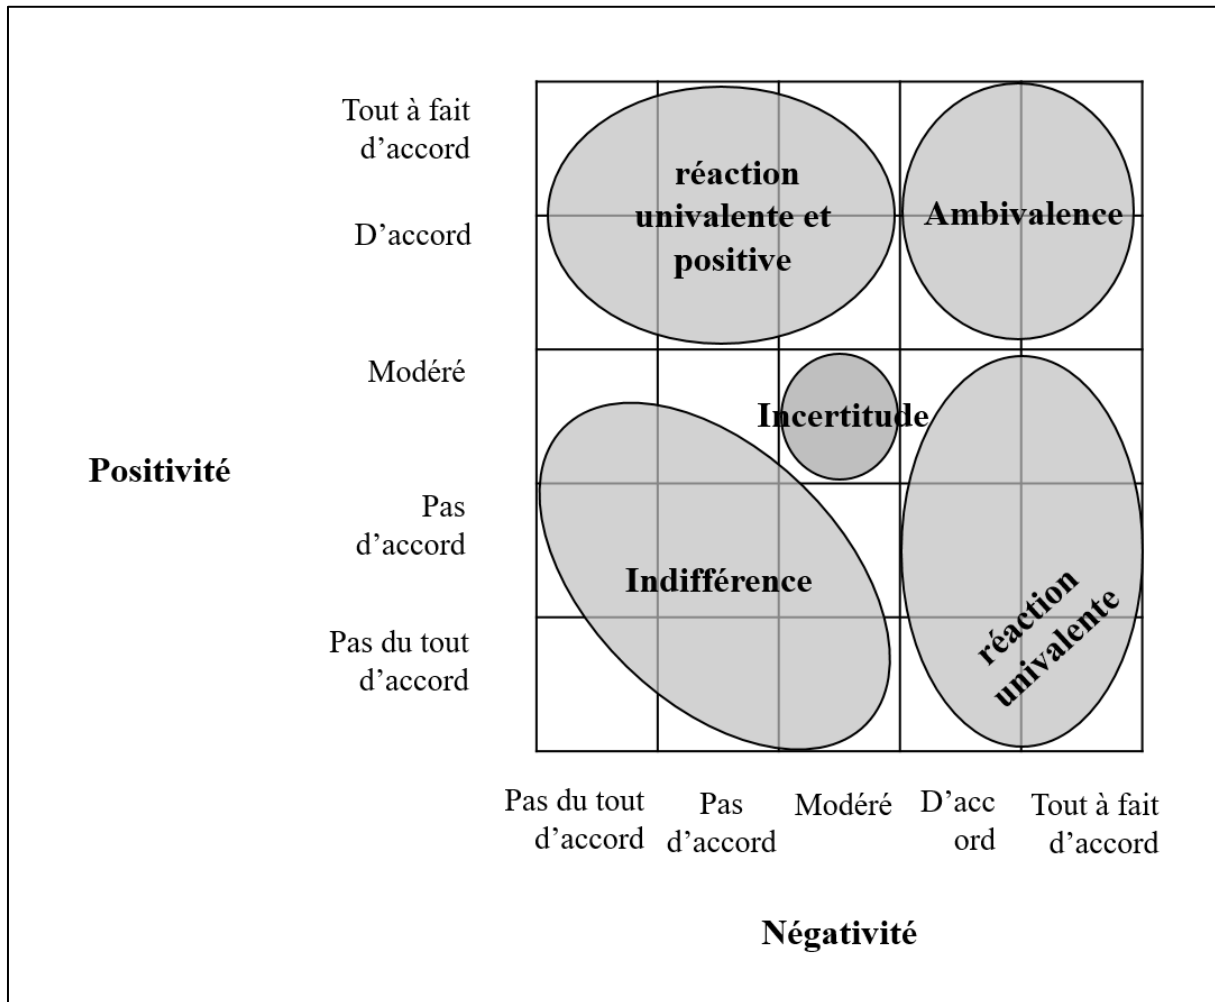 Tout à fait
d’accord
réaction
univalente et
positive
Ambivalence
D’accord
Modéré
Incertitude
Positivité
Pas
d’accord
Indifférence
réaction
univalente
Pas du tout
d’accord
Pas du tout
d’accord
Pas
d’accord
Modéré
D’acc
ord
Tout à fait
d’accord
Négativité